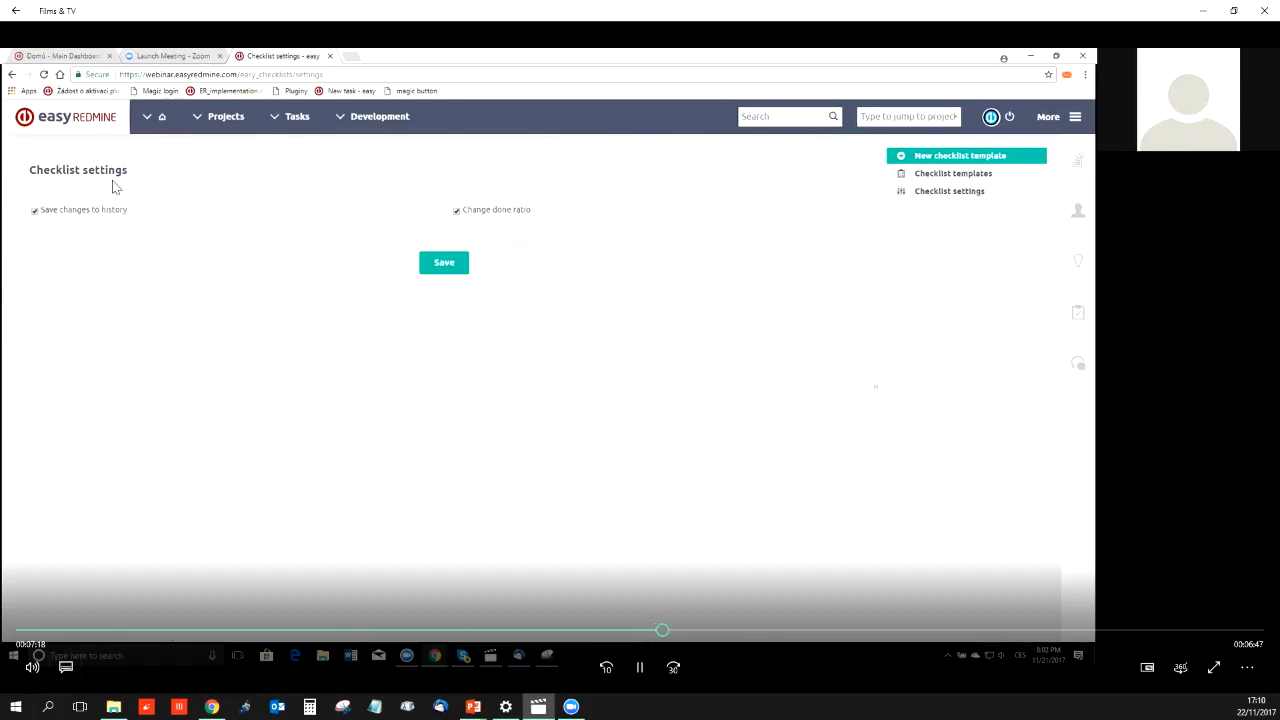 Films & TV
Domů - Main Dashboard
Launch Meeting - Zoom
Checklist settings - easy
Secure
https://webinar.easyredmine.com/easy_checklists/settings
Apps
Žádost o aktivaci plu
Magic login
ER_implementation
Pluginy
New task - easy
magic button
easy REDMINE
Projects
Tasks
Development
Search
Type to jump to project
More
New checklist template
Checklist templates
Checklist settings
Checklist settings
Save changes to history
Change done ratio
Save
00:07:18
00:06:47
Type here to search
CES
8:02 PM
11/21/2017
10
30
360
17:10
22/11/2017